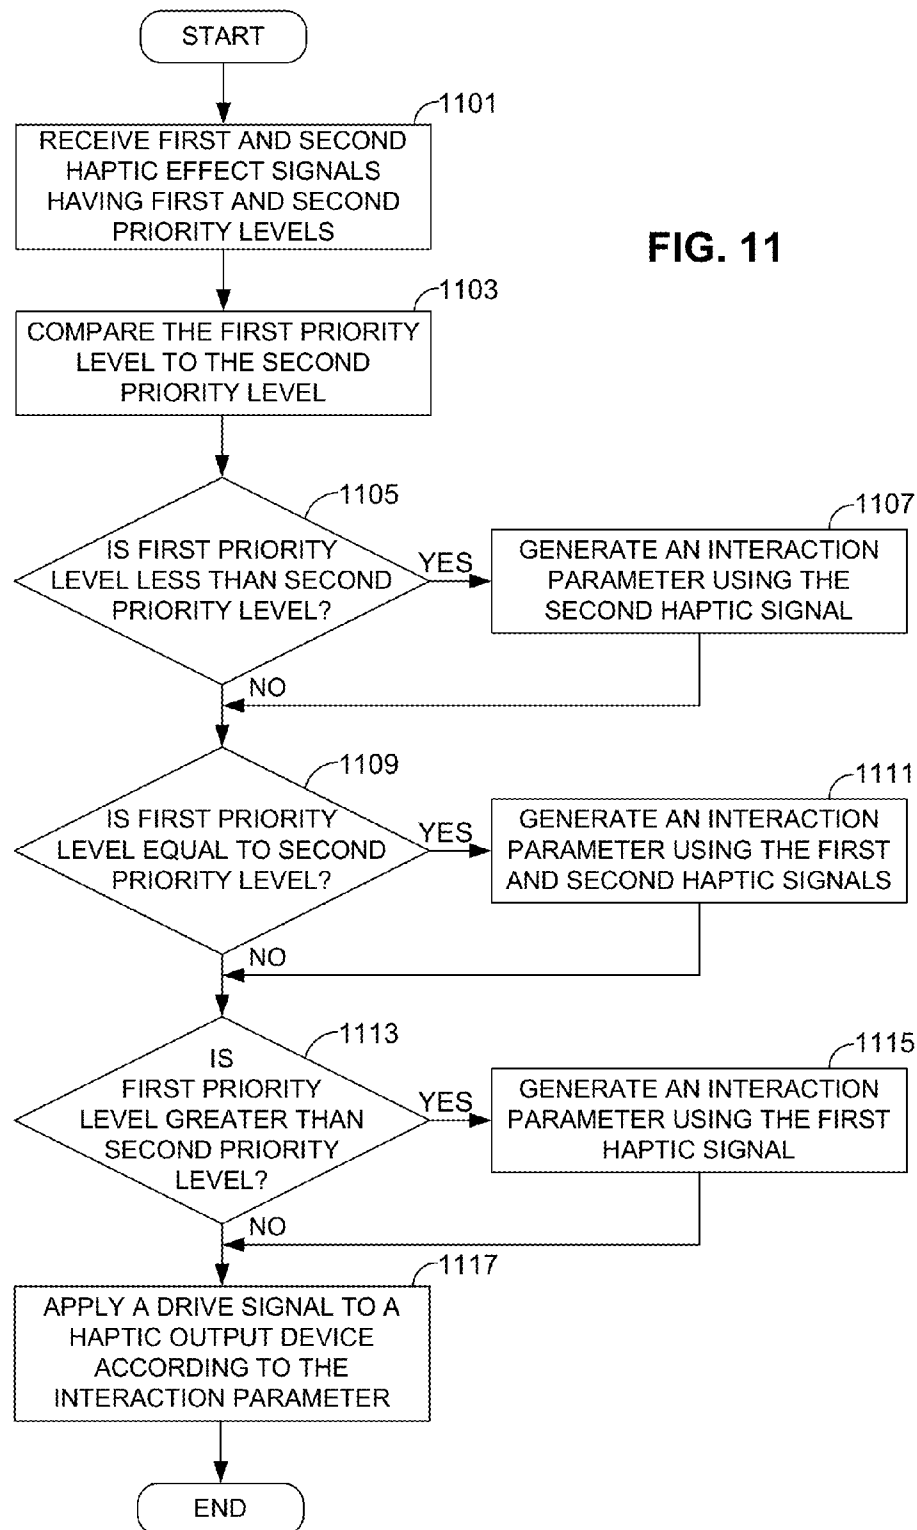 START
1101
RECEIVE FIRST AND SECOND
HAPTIC EFFECT SIGNALS
HAVING FIRST AND SECOND
PRIORITY LEVELS
FIG. 11
1103
COMPARE THE FIRST PRIORITY
LEVEL TO THE SECOND
PRIORITY LEVEL
1105
IS FIRST PRIORITY
LEVEL LESS THAN SECOND
PRIORITY LEVEL?
YES
1107
GENERATE AN INTERACTION
PARAMETER USING THE
SECOND HAPTIC SIGNAL
NO
1109
IS FIRST PRIORITY
LEVEL EQUAL TO SECOND
PRIORITY LEVEL?
YES
1111
GENERATE AN INTERACTION
PARAMETER USING THE FIRST
AND SECOND HAPTIC SIGNALS
NO
1113
IS
FIRST PRIORITY
LEVEL GREATER THAN
SECOND PRIORITY
LEVEL?
YES
1115
GENERATE AN INTERACTION
PARAMETER USING THE FIRST
HAPTIC SIGNAL
NO
1117
APPLY A DRIVE SIGNAL TO A
HAPTIC OUTPUT DEVICE
ACCORDING TO THE
INTERACTION PARAMETER
END